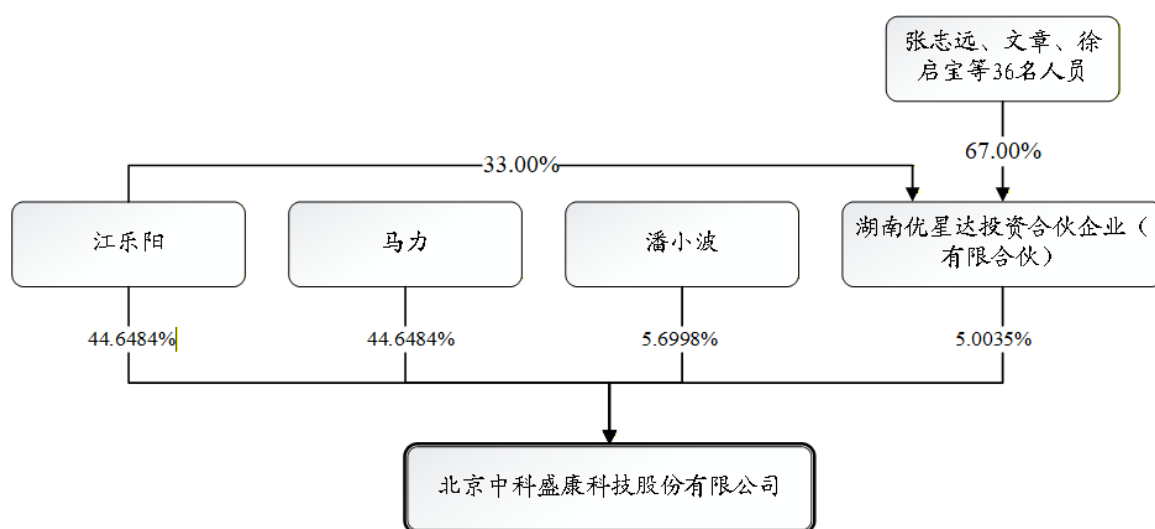 张志远、文章、徐
启宝等36名人员
33.00%
67.00%
江乐阳
马力
潘小波
湖南优星达投资合伙企业（
有限合伙）
44.6484%
44.6484%
5.6998%
5.0035%
北京中科盛康科技股份有限公司